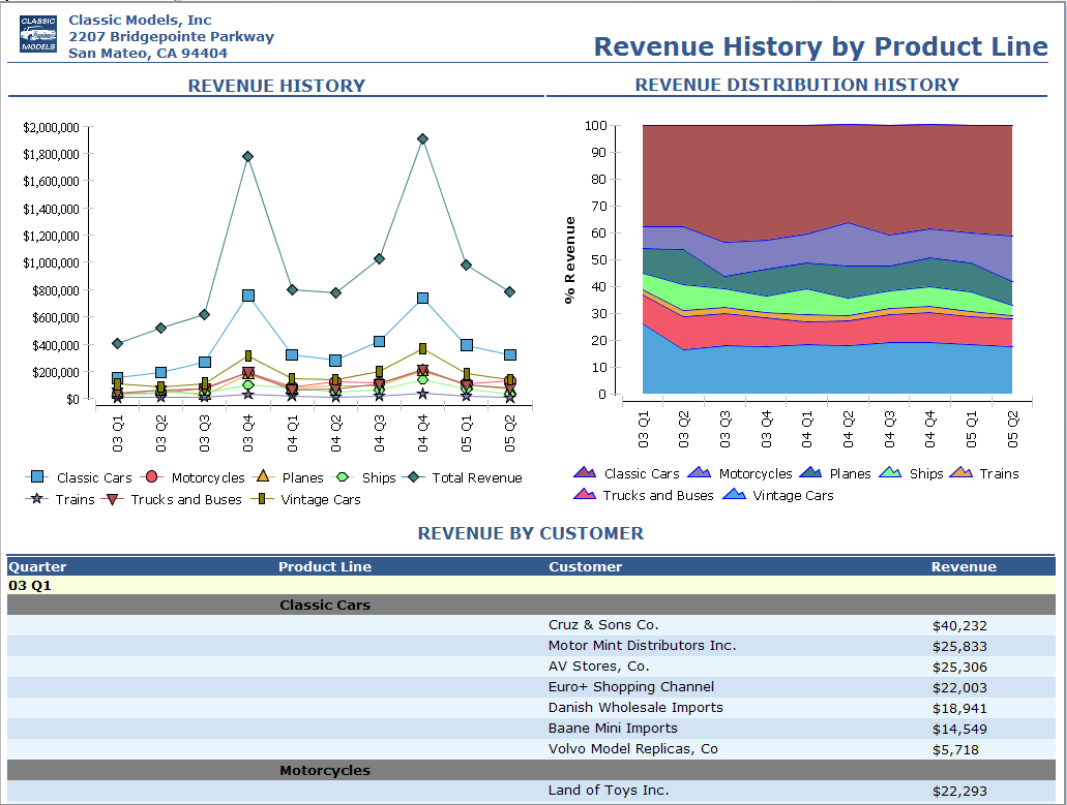 CLASSIC
MODELS
Classic Models, Inc
2207 Bridgepointe Parkway
San Mateo, CA 94404
Revenue History by Product Line
REVENUE HISTORY
$2,000,000
$1,800,000
$1,600,000
$1,400,000
$1,200,000
$1,000,000
$800,000
$600,000
$400,000
$200,000
$0
03 Q1
03 Q2
03 Q3
03 Q4
04 Q1
04 Q2
04 Q3
04 Q4
05 Q1
05 Q2
Classic Cars Motorcycles Planes Ships Total Revenue
Trains Trucks and Buses Vintage Cars
REVENUE DISTRIBUTION HISTORY
% Revenue
100
90
80
70
60
50
40
30
20
10
0
03 Q1
03 Q2
03 Q3
03 Q4
04 Q1
04 Q2
04 Q3
04 Q4
05 Q1
05 Q2
Classic Cars Motorcycles Planes Ships Trains
Trucks and Buses Vintage Cars
REVENUE BY CUSTOMER
Quarter Product Line Customer Revenue
03 Q1
Classic Cars
Cruz & Sons Co. $40,232
Motor Mint Distributors Inc. $25,833
AV Stores, Co. $25,306
Euro+ Shopping Channel $22,003
Danish Wholesale Imports $18,941
Baane Mini Imports $14,549
Volvo Model Replicas, Co $5,718
Motorcycles
Land of Toys Inc. $22,293